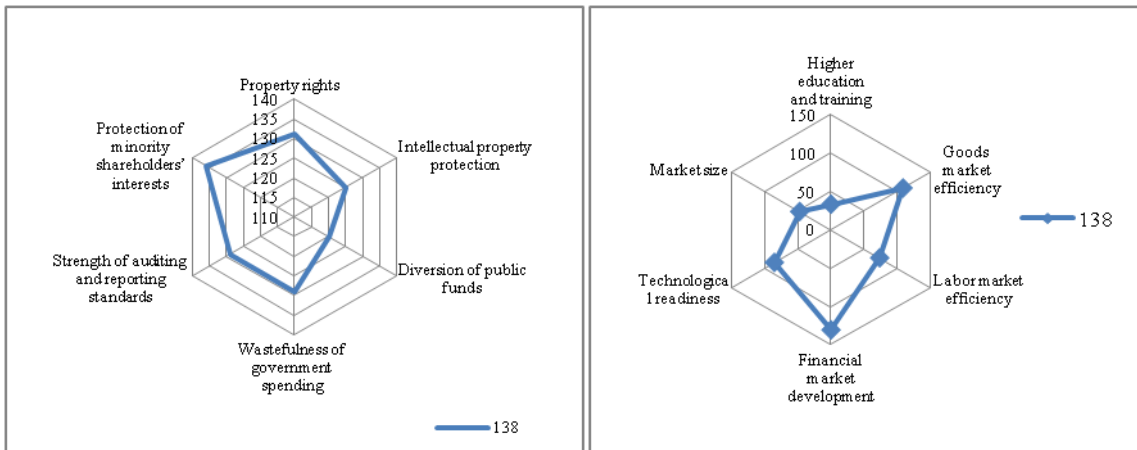 Property rights
140
135
130
125
120
115
110
Protection of
minority
shareholders'
interests
Intellectual property
protection
Strength of auditing
and reporting
standards
Diversion of public
funds
Wastefulness of
government
spending
138
Higher
education
and training
150
100
50
0
Market size
Goods
market
efficiency
138
Technologica
l readiness
Labor market
efficiency
Financial
market
development